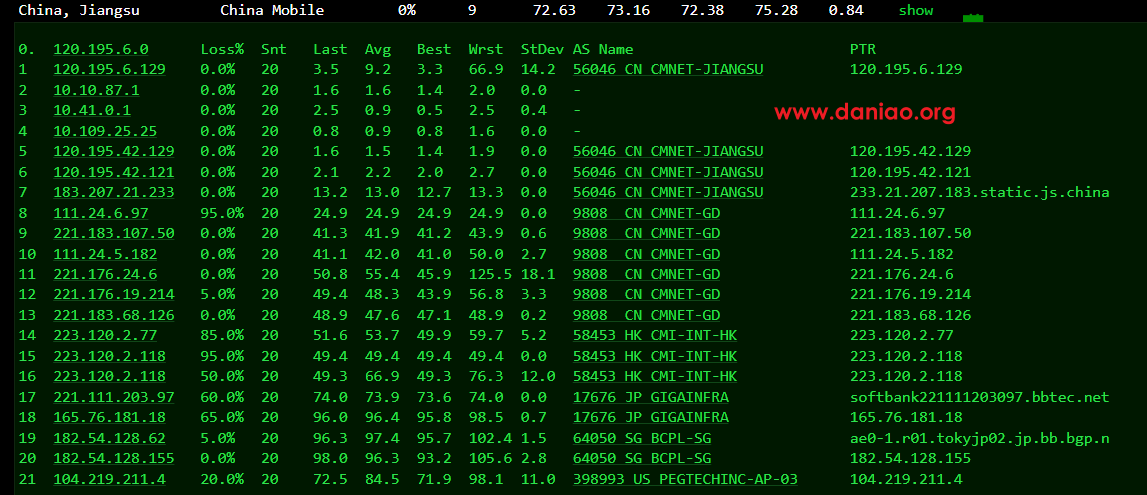 China, Jiangsu China Mobile 0% 9 72.63 73.16 72.38 75.28 0.84 show
0. 120.195.6.0 Loss% Snt Last Avg Best Wrst StDev AS Name PTR
1 120.195.6.129 0.0% 20 3.5 9.2 3.3 66.9 14.2 56046 CN CMNET-JIANGSU 120.195.6.129
2 10.10.87.1 0.0% 20 1.6 1.6 1.4 2.0 0.0 -
3 10.41.0.1 0.0% 20 2.5 0.9 0.5 2.5 0.4 -
www.daniao.org
4 10.109.25.25 0.0% 20 0.8 0.9 0.8 1.6 0.0 -
5 120.195.42.129 0.0% 20 1.6 1.5 1.4 1.9 0.0 56046 CN CMNET-JIANGSU 120.195.42.129
6 120.195.42.121 0.0% 20 2.1 2.2 2.0 2.7 0.0 56046 CN CMNET-JIANGSU 120.195.42.121
7 183.207.21.233 0.0% 20 13.2 13.0 12.7 13.3 0.0 56046 CN CMNET-JIANGSU 233.21.207.183.static.js.china
8 111.24.6.97 95.0% 20 24.9 24.9 24.9 24.9 0.0 9808 CN CMNET-GD 111.24.6.97
9 221.183.107.50 0.0% 20 41.3 41.9 41.2 43.9 0.6 9808 CN CMNET-GD 221.183.107.50
10 111.24.5.182 0.0% 20 41.1 42.0 41.0 50.0 2.7 9808 CN CMNET-GD 111.24.5.182
11 221.176.24.6 0.0% 20 50.8 55.4 45.9 125.5 18.1 9808 CN CMNET-GD 221.176.24.6
12 221.176.19.214 5.0% 20 49.4 48.3 43.9 56.8 3.3 9808 CN CMNET-GD 221.176.19.214
13 221.183.68.126 0.0% 20 48.9 47.6 47.1 48.9 0.2 9808 CN CMNET-GD 221.183.68.126
14 223.120.2.77 85.0% 20 51.6 53.7 49.9 59.7 5.2 58453 HK CMI-INT-HK 223.120.2.77
15 223.120.2.118 95.0% 20 49.4 49.4 49.4 49.4 0.0 58453 HK CMI-INT-HK 223.120.2.118
16 223.120.2.118 50.0% 20 49.3 66.9 49.3 76.3 12.0 58453 HK CMI-INT-HK 223.120.2.118
17 221.111.203.97 60.0% 20 74.0 73.9 73.6 74.0 0.0 17676 JP GIGAINFRA softbank221111203097.bbtec.net
18 165.76.181.18 65.0% 20 96.0 96.4 95.8 98.5 0.7 17676 JP GIGAINFRA 165.76.181.18
19 182.54.128.62 5.0% 20 96.3 97.4 95.7 102.4 1.5 64050 SG BCPL-SG ae0-1.r01.tokyjp02.jp.bb.bgp.n
20 182.54.128.155 0.0% 20 98.0 96.3 93.2 105.6 2.8 64050 SG BCPL-SG 182.54.128.155
21 104.219.211.4 20.0% 20 72.5 84.5 71.9 98.1 11.0 398993 US PEGTECHINC-AP-03 104.219.211.4